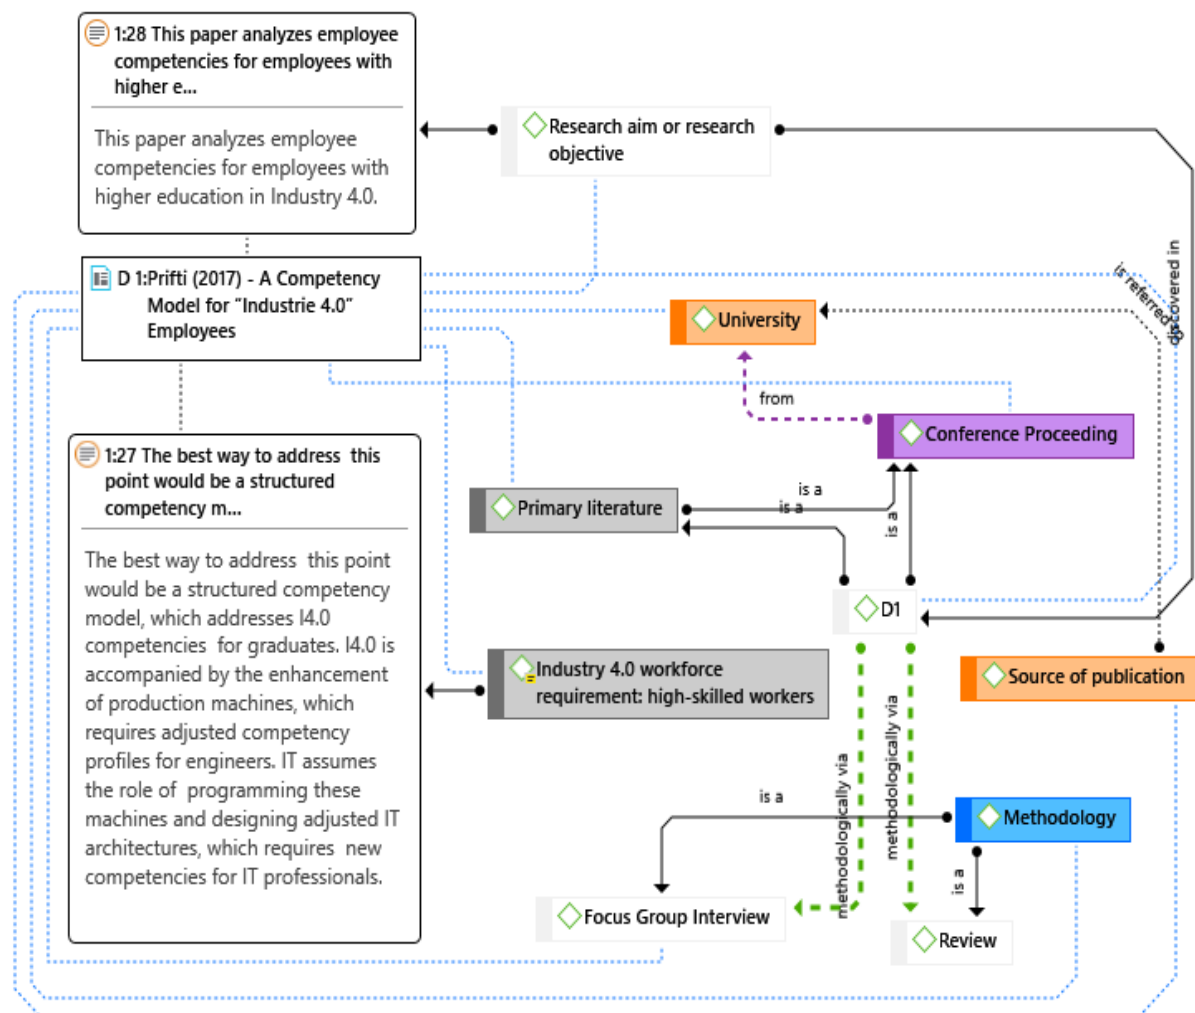 1:28 This paper analyzes employee
competencies for employees with
higher e...
This paper analyzes employee
competencies for employees with
higher education in Industry 4.0.
Research aim or research
objective
discovered in
is referred
D 1:Prifti (2017) - A Competency
Model for “Industrie 4.0”
Employees
University
from
Conference Proceeding
1:27 The best way to address this
point would be a structured
competency m...
The best way to address this point
would be a structured competency
model, which addresses I4.0
competencies for graduates. I4.0 is
accompanied by the enhancement
of production machines, which
requires adjusted competency
profiles for engineers. IT assumes
the role of programming these
machines and designing adjusted IT
architectures, which requires new
competencies for IT professionals.
Primary literature
is a
is a
is a
D1
Industry 4.0 workforce
requirement: high-skilled workers
Source of publication
methodologically via
methodologically via
is a
Methodology
is a
Focus Group Interview
Review